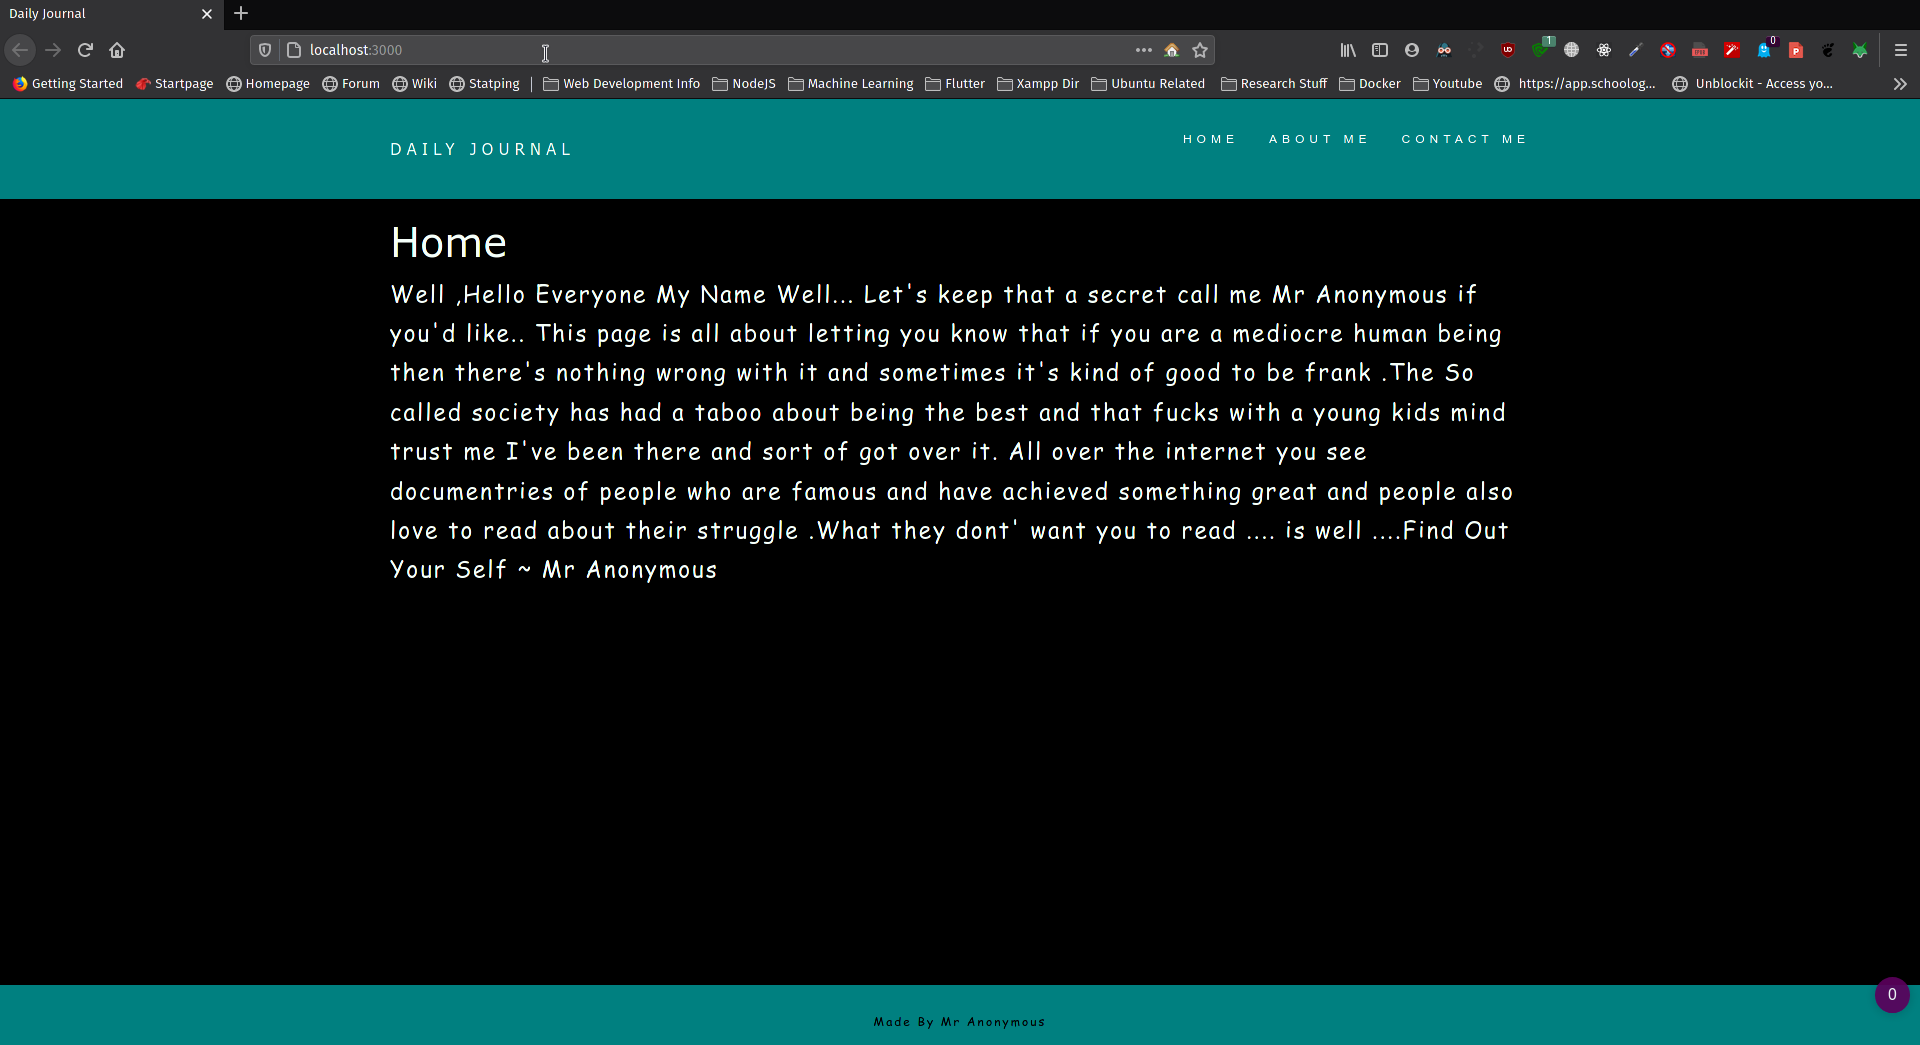 Daily Journal
localhost:3000
1
0
Getting Started Startpage Homepage Forum Wiki Statping Web Development Info NodeJS Machine Learning Flutter Xampp Dir Ubuntu Related Research Stuff Docker Youtube https://app.schoolog... Unblockit - Access yo...
DAILY JOURNAL
HOME ABOUT ME CONTACT ME
Home
Well ,Hello Everyone My Name Well... Let's keep that a secret call me Mr Anonymous if
you'd like.. This page is all about letting you know that if you are a mediocre human being
then there's nothing wrong with it and sometimes it's kind of good to be frank .The So
called society has had a taboo about being the best and that fucks with a young kids mind
trust me I've been there and sort of got over it. All over the internet you see
documentries of people who are famous and have achieved something great and people also
love to read about their struggle .What they dont' want you to read .... is well ....Find Out
Your Self ~ Mr Anonymous
0
Made By Mr Anonymous